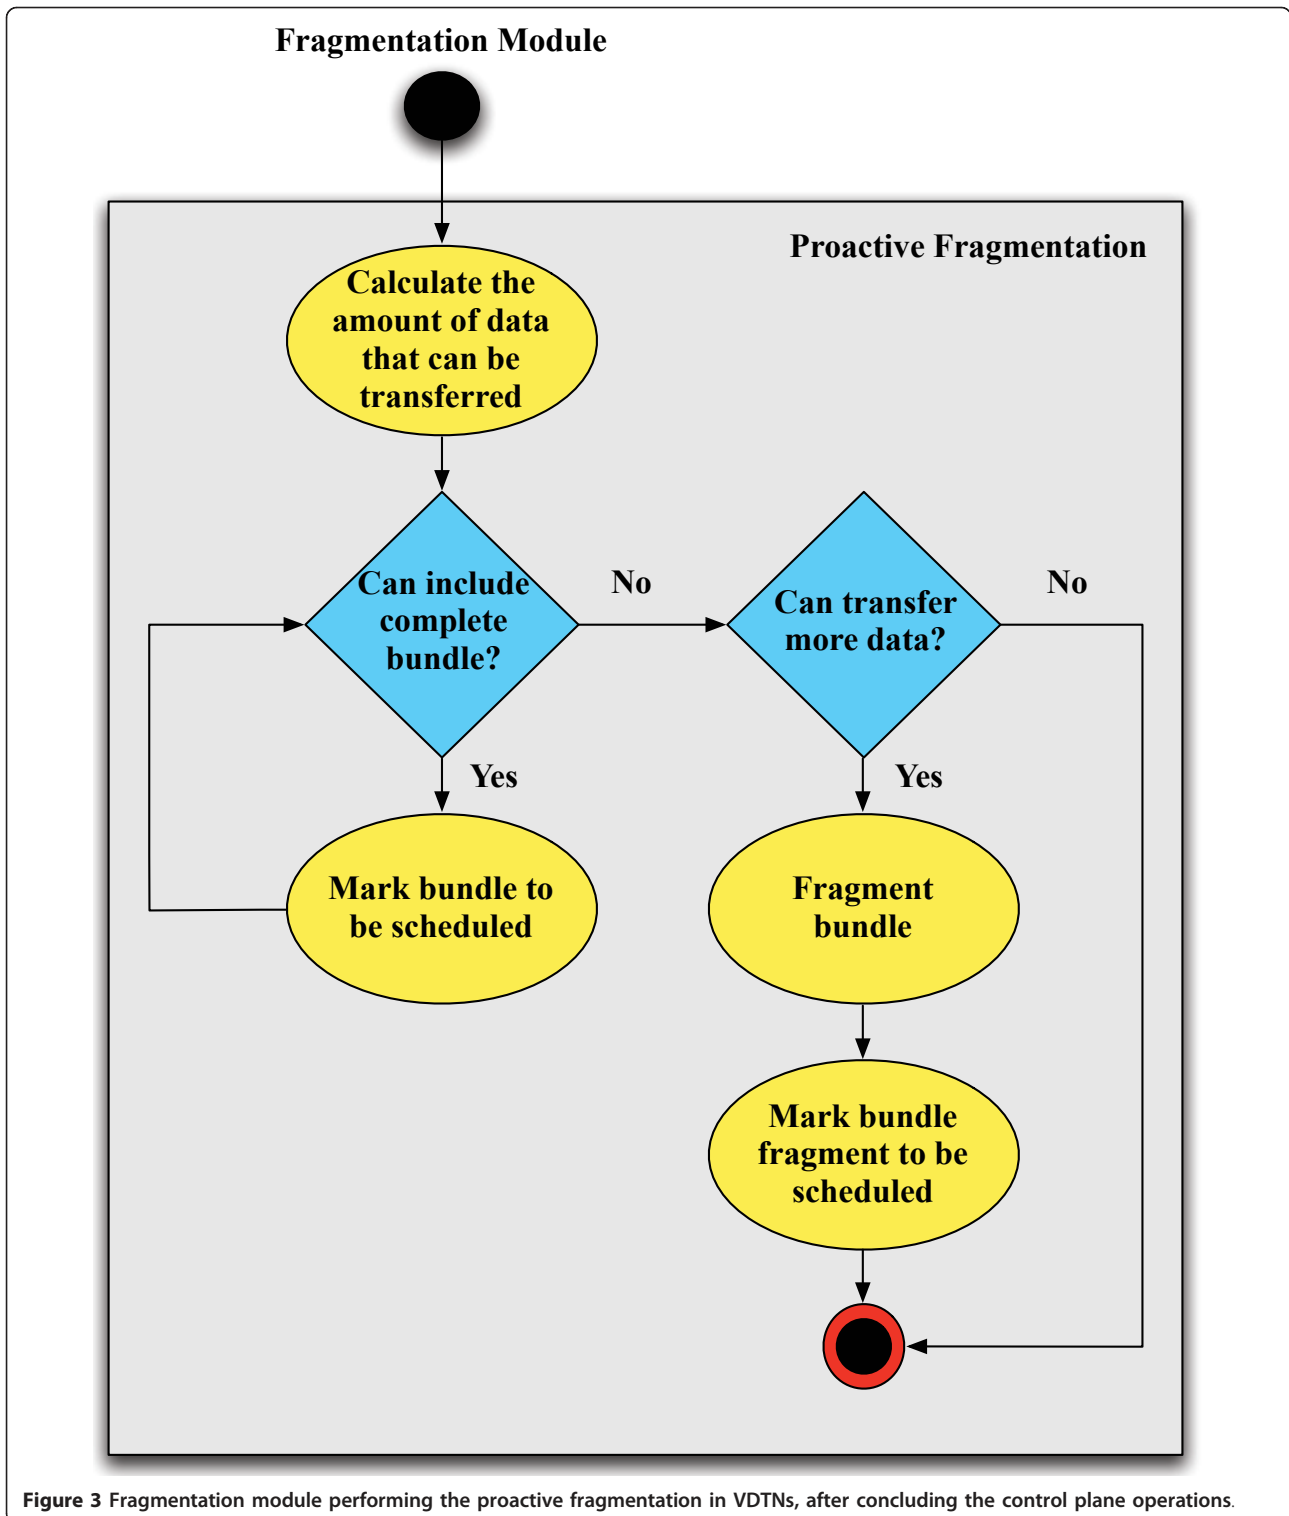 Fragmentation Module
Proactive Fragmentation
Calculate the
amount of data
that can be
transferred
Can include
complete
bundle?
No
Can transfer
more data?
No
Yes
Yes
Mark bundle to
be scheduled
Fragment
bundle
Mark bundle
fragment to be
scheduled
Figure 3 Fragmentation module performing the proactive fragmentation in VDTNs, after concluding the control plane operations.